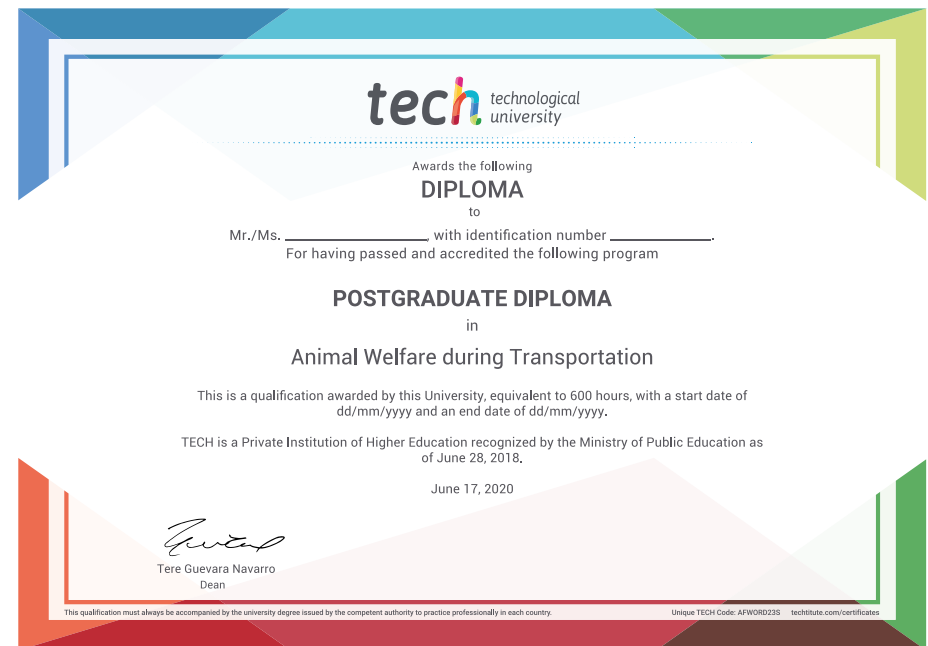 tech technological
university
Awards the following
DIPLOMA
to
Mr./Ms. ____________________, with identification number ______________.
For having passed and accredited the following program
POSTGRADUATE DIPLOMA
in
Animal Welfare during Transportation
This is a qualification awarded by this University, equivalent to 600 hours, with a start date of
dd/mm/yyyy and an end date of dd/mm/yyyy.
TECH is a Private Institution of Higher Education recognized by the Ministry of Public Education as
of June 28, 2018.
June 17, 2020
Tere Guevara Navarro
Dean
This qualification must always be accompanied by the university degree issued by the competent authority to practice professionally in each country.
Unique TECH Code: AFWORD23S techtitute.com/certificates